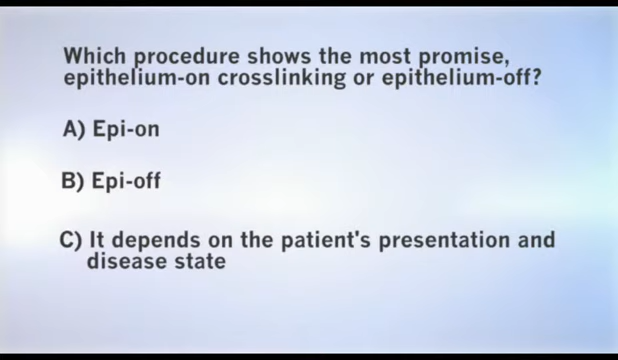 Which procedure shows the most promise,
epithelium-on crosslinking or epithelium-off?
A) Epi-on
B) Epi-off
C) It depends on the patient's presentation and
disease state